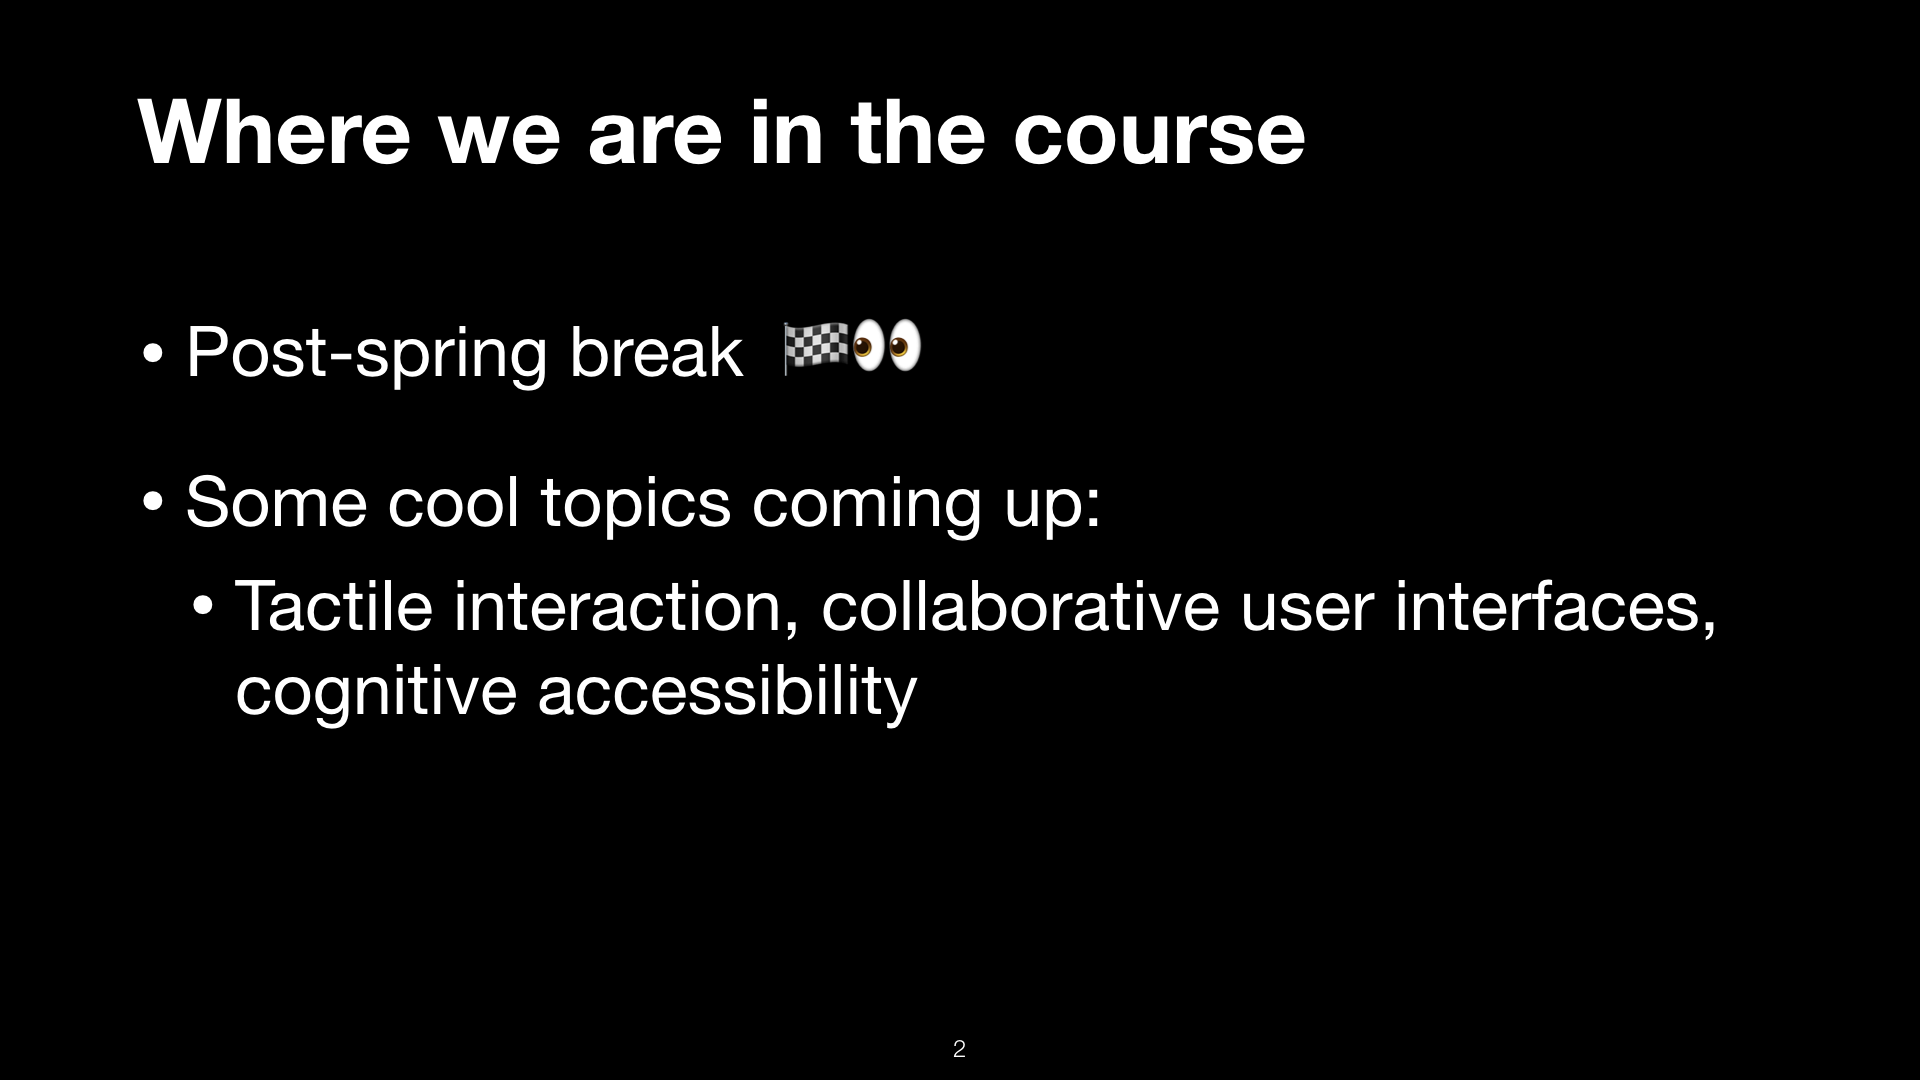 Where we are in the course
• Post-spring break 🏁👀
• Some cool topics coming up:
• Tactile interaction, collaborative user interfaces,
cognitive accessibility
2